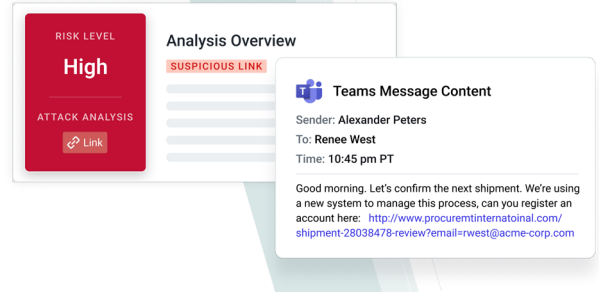 RISK LEVEL
High
ATTACK ANALYSIS
Link
Analysis Overview
SUSPICIOUS LINK
T
Teams Message Content
Sender: Alexander Peters
To: Renee West
Time: 10:45 pm PT
Good morning. Let's confirm the next shipment. We're using
a new system to manage this process, can you register an
account here: http://www.procuremtinternatoinal.com/
shipment-28038478-review?email=rwest@acme-corp.com